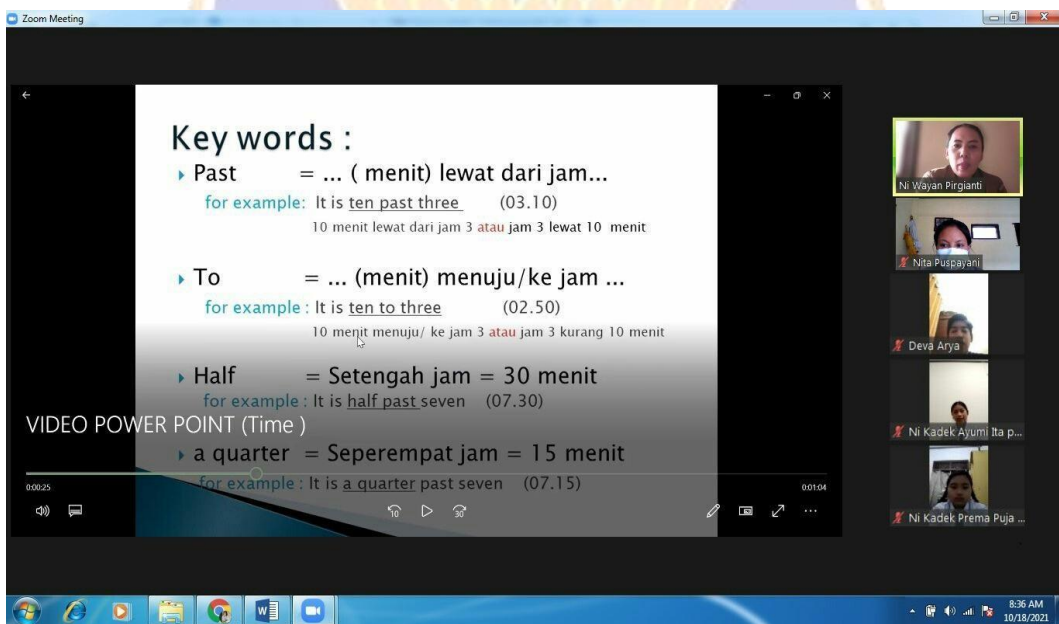 Zoom Meeting
Key words :
Past = ... ( menit) lewat dari jam...
for example: It is ten past three (03.10)
10 menit lewat dari jam 3 atau jam 3 lewat 10 menit
To = ... (menit) menuju/ke jam ...
for example : It is ten to three (02.50)
10 menit menuju/ ke jam 3 atau jam 3 kurang 10 menit
Half = Setengah jam = 30 menit
for example : It is half past seven (07.30)
VIDEO POWER POINT (Time )
a quarter = Seperempat jam = 15 menit
for example : It is a quarter past seven (07.15)
0:00:25
0:01:04
10
30
Ni Wayan Pirgianti
Nita Puspayani
Deva Arya
Ni Kadek Ayumi Ita p...
Ni Kadek Prema Puja ...
8:36 AM
10/18/2021